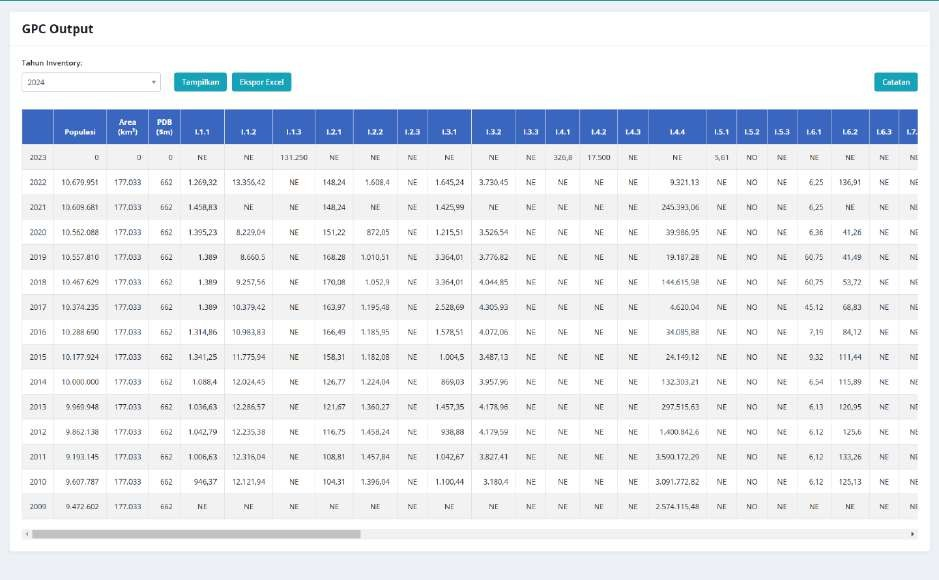 GPC Output
Tahun Inventory:
2024 Tampilkan Ekspor Excel Catatan
Populasi Area (km²) PDB ($m) I.1.1 I.1.2 I.1.3 I.2.1 I.2.2 I.2.3 I.3.1 I.3.2 I.3.3 I.4.1 I.4.2 I.4.3 I.4.4 I.5.1 I.5.2 I.5.3 I.6.1 I.6.2 I.6.3 I.7.
2023 0 0 0 NE NE 131.250 NE NE NE NE NE NE 326,8 17.500 NE NE 5,61 NO NE NE NE NE NE
2022 10.679.951 177.033 662 1.269,32 13.356,42 NE 148,24 1.608,4 NE 1.645,24 3.730,45 NE NE NE NE 9.321,13 NE NO NE 6,25 136,91 NE NE
2021 10.609.681 177.033 662 1.458,83 NE NE 148,24 NE NE 1.425,99 NE NE NE NE NE 245.393,06 NE NO NE 6,25 NE NE NE
2020 10.562.088 177.033 662 1.395,23 8.229,04 NE 151,22 872,05 NE 1.215,51 3.526,54 NE NE NE NE 39.986,95 NE NO NE 6,36 41,26 NE NE
2019 10.557.810 177.033 662 1.389 8.660,5 NE 168,28 1.010,51 NE 3.364,01 3.776,82 NE NE NE NE 19.187,28 NE NO NE 60,75 41,49 NE NE
2018 10.467.629 177.033 662 1.389 9.257,56 NE 170,08 1.052,9 NE 3.364,01 4.044,85 NE NE NE NE 144.615,98 NE NO NE 60,75 53,72 NE NE
2017 10.374.235 177.033 662 1.389 10.379,42 NE 163,97 1.195,48 NE 2.528,69 4.305,93 NE NE NE NE 4.620,04 NE NO NE 45,12 68,83 NE NE
2016 10.288.690 177.033 662 1.314,86 10.983,83 NE 166,49 1.185,95 NE 1.578,51 4.072,06 NE NE NE NE 34.085,88 NE NO NE 7,19 84,12 NE NE
2015 10.177.924 177.033 662 1.341,25 11.775,94 NE 158,31 1.182,08 NE 1.004,5 3.487,13 NE NE NE NE 24.149,12 NE NO NE 9,32 111,44 NE NE
2014 10.000.000 177.033 662 1.088,4 12.024,45 NE 126,77 1.224,04 NE 869,03 3.957,96 NE NE NE NE 132.303,21 NE NO NE 6,54 115,89 NE NE
2013 9.969.948 177.033 662 1.036,63 12.286,57 NE 121,67 1.360,27 NE 1.457,35 4.178,96 NE NE NE NE 297.515,63 NE NO NE 6,13 120,95 NE NE
2012 9.862.138 177.033 662 1.042,79 12.235,38 NE 116,75 1.458,24 NE 938,88 4.179,59 NE NE NE NE 1.400.842,6 NE NO NE 6,12 125,6 NE NE
2011 9.193.145 177.033 662 1.006,63 12.316,04 NE 108,81 1.457,84 NE 1.042,67 3.827,41 NE NE NE NE 3.590.172,29 NE NO NE 6,12 133,26 NE NE
2010 9.607.787 177.033 662 946,37 12.121,94 NE 104,31 1.396,04 NE 1.100,44 3.180,4 NE NE NE NE 3.091.772,82 NE NO NE 6,12 125,13 NE NE
2009 9.472.602 177.033 662 NE NE NE NE NE NE NE NE NE NE NE NE 2.574.115,48 NE NO NE NE NE NE NE